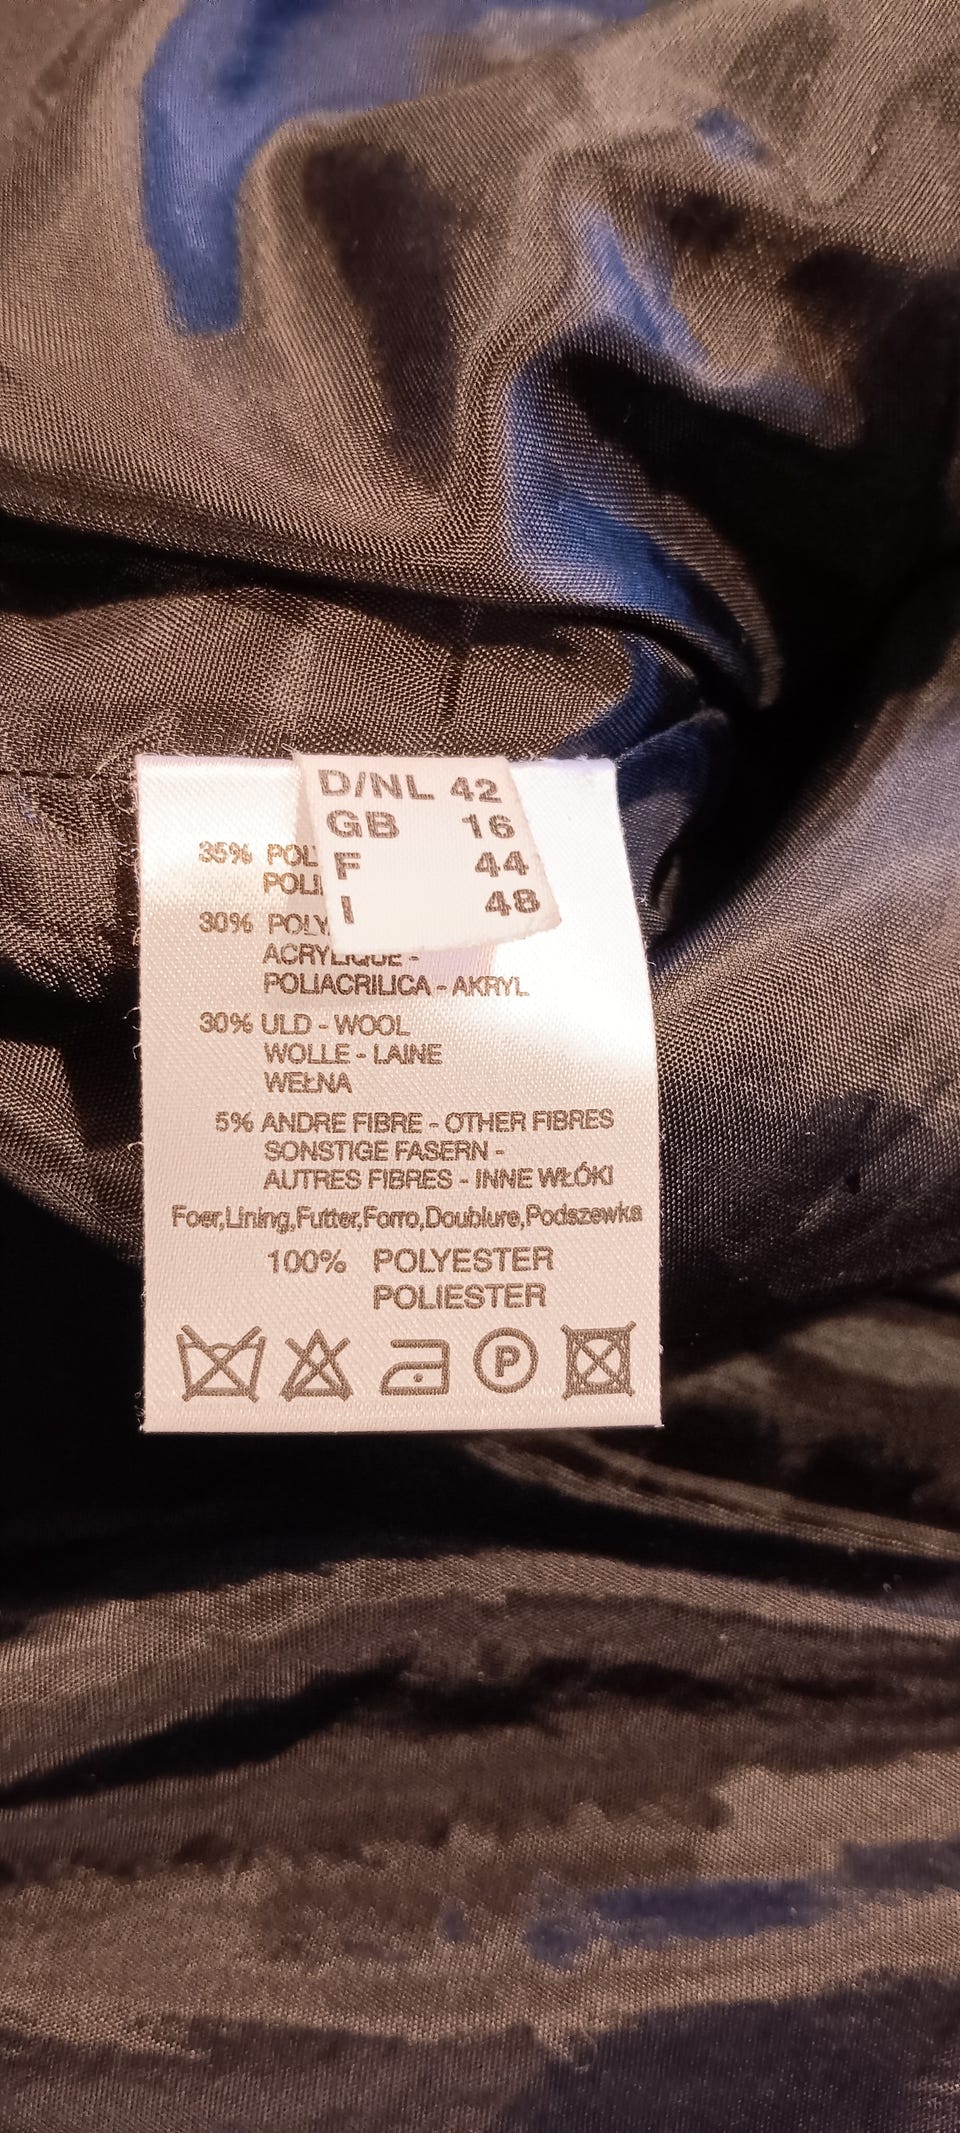 D/NL 42
GB 16
F 44
I 48
35%
30%
ACRYLIQUE -
POLIACRILICA - AKRYL
30% ULD - WOOL
WOLLE - LAINE
WEŁNA
5% ANDRE FIBRE - OTHER FIBRES
SONSTIGE FASERN -
AUTRES FIBRES - INNE WŁÓKI
Foer,Lining,Futter,Forro,Doublure,Podszewka
100% POLYESTER
POLIESTER
P